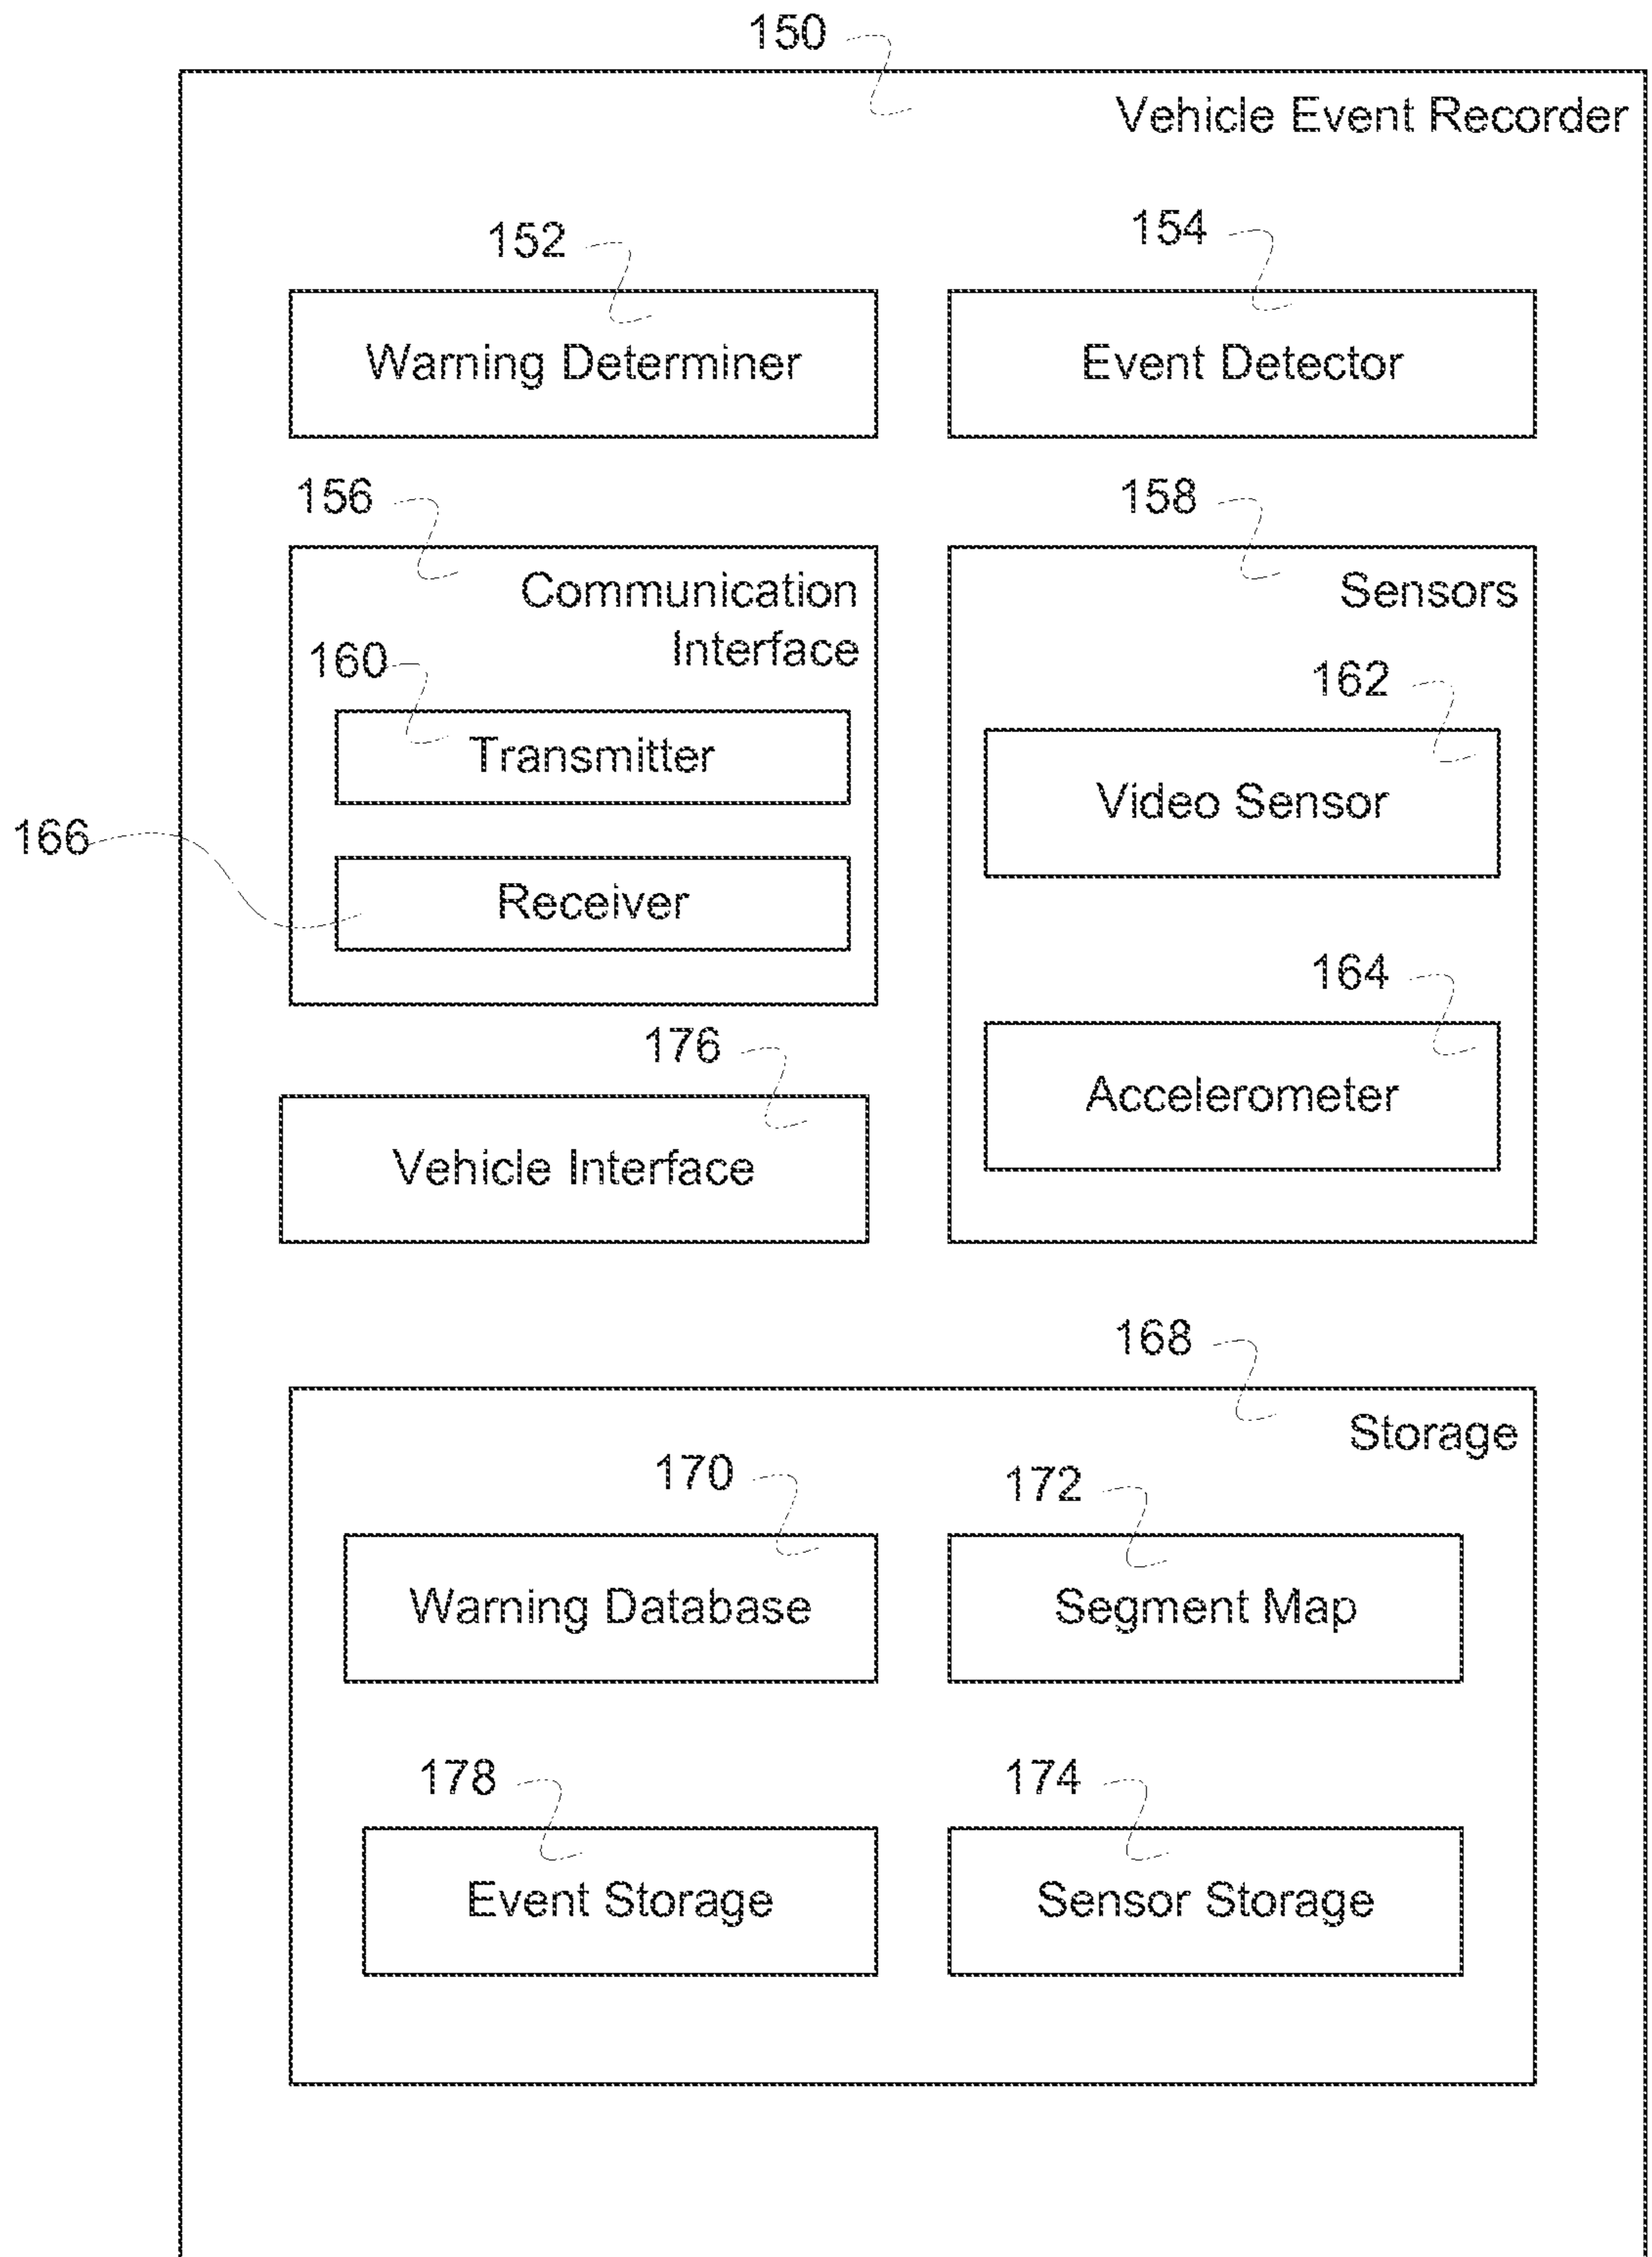 150
Vehicle Event Recorder
152
154
Warning Determiner
Event Detector
156
158
Communication
Interface
Sensors
160
162
Transmitter
Video Sensor
166
Receiver
164
176
Accelerometer
Vehicle Interface
168
Storage
170
172
Warning Database
Segment Map
178
174
Event Storage
Sensor Storage